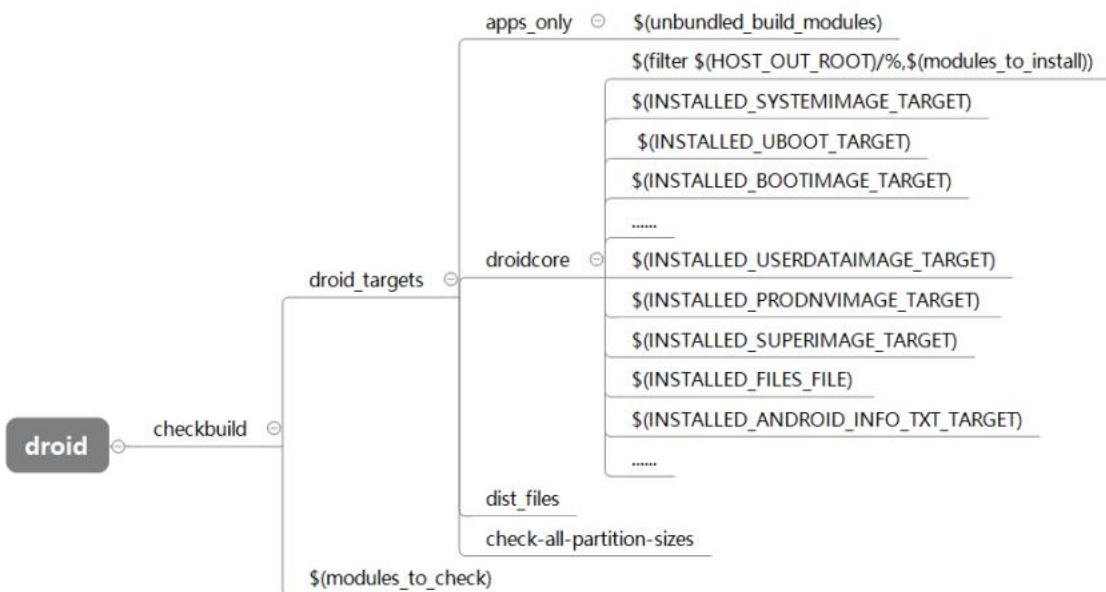 apps_only
$(unbundled_build_modules)
$(filter $(HOST_OUT_ROOT)/%,$(modules_to_install))
$(INSTALLED_SYSTEMIMAGE_TARGET)
$(INSTALLED_UBOOT_TARGET)
$(INSTALLED_BOOTIMAGE_TARGET)
......
droidcore
$(INSTALLED_USERDATAIMAGE_TARGET)
droid_targets
$(INSTALLED_PRODNVIMAGE_TARGET)
$(INSTALLED_SUPERIMAGE_TARGET)
$(INSTALLED_FILES_FILE)
$(INSTALLED_ANDROID_INFO_TXT_TARGET)
checkbuild
droid
......
dist_files
check-all-partition-sizes
$(modules_to_check)